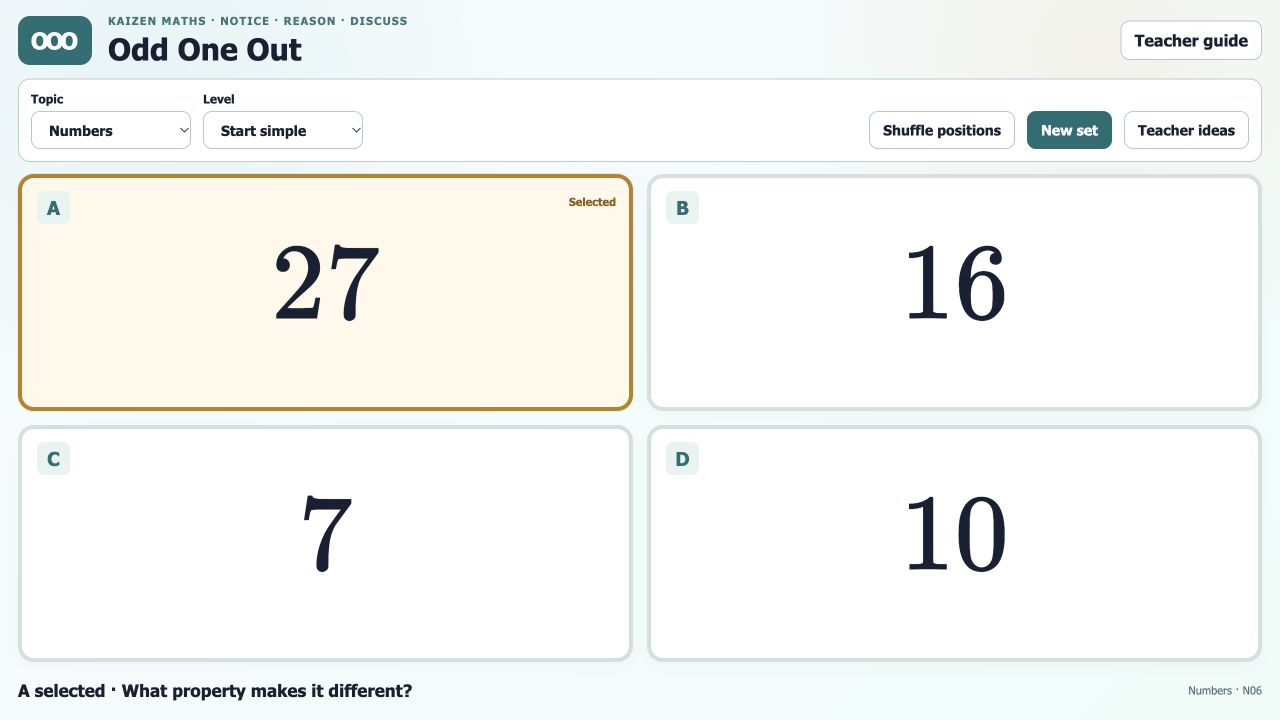 OOO
KAIZEN MATHS · NOTICE · REASON · DISCUSS
Odd One Out
Teacher guide
Topic
Level
Numbers
Start simple
Shuffle positions
New set
Teacher ideas
A
Selected
27
B
16
C
7
D
10
A selected · What property makes it different?
Numbers · N06